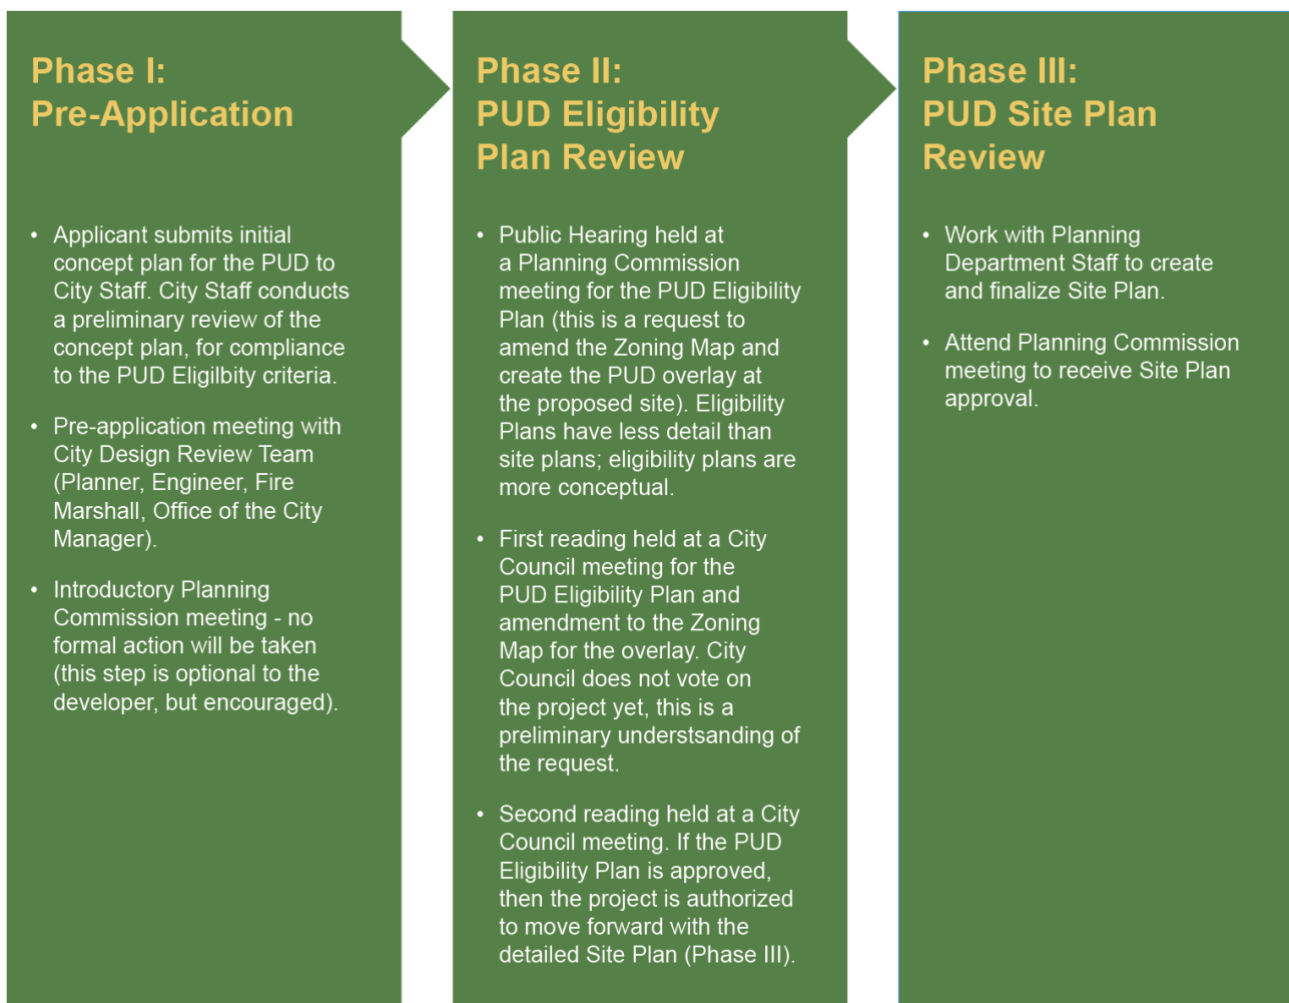 Phase I:
Pre-Application
• Applicant submits initial
concept plan for the PUD to
City Staff. City Staff conducts
a preliminary review of the
concept plan, for compliance
to the PUD Eligilbity criteria.
• Pre-application meeting with
City Design Review Team
(Planner, Engineer, Fire
Marshall, Office of the City
Manager).
• Introductory Planning
Commission meeting - no
formal action will be taken
(this step is optional to the
developer, but encouraged).
Phase II:
PUD Eligibility
Plan Review
• Public Hearing held at
a Planning Commission
meeting for the PUD Eligibility
Plan (this is a request to
amend the Zoning Map and
create the PUD overlay at
the proposed site). Eligibility
Plans have less detail than
site plans; eligibility plans are
more conceptual.
• First reading held at a City
Council meeting for the
PUD Eligibility Plan and
amendment to the Zoning
Map for the overlay. City
Council does not vote on
the project yet, this is a
preliminary understsanding of
the request.
• Second reading held at a City
Council meeting. If the PUD
Eligibility Plan is approved,
then the project is authorized
to move forward with the
detailed Site Plan (Phase III).
Phase III:
PUD Site Plan
Review
• Work with Planning
Department Staff to create
and finalize Site Plan.
• Attend Planning Commission
meeting to receive Site Plan
approval.